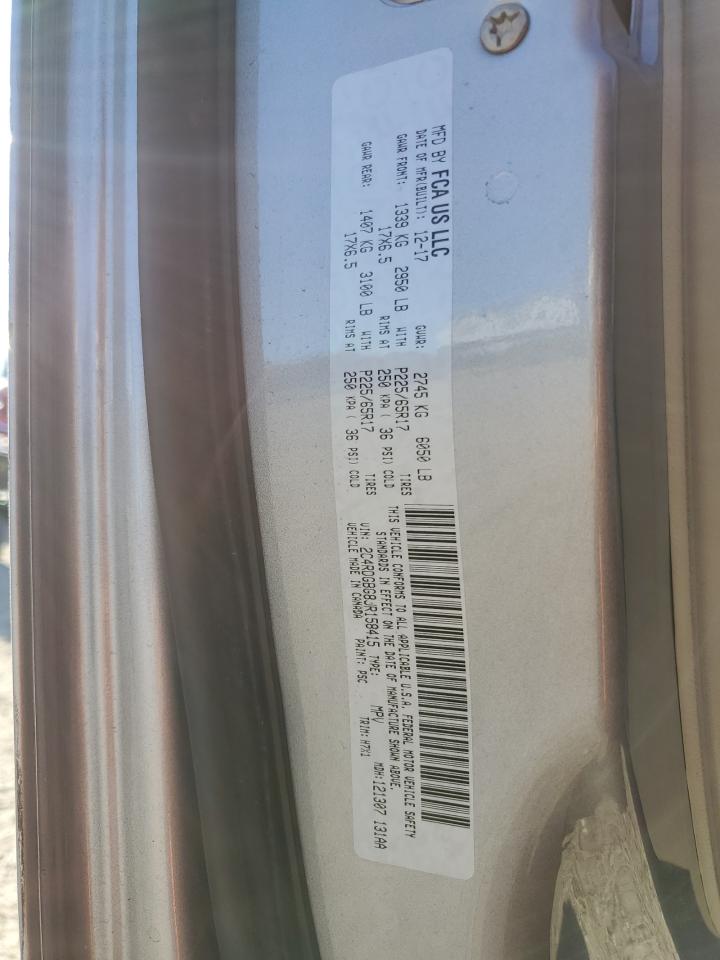 MFD BY FCA US LLC
DATE OF MFR(BUILT): 12-17 GVWR: 2745 KG 6050 LB
GAWR FRONT: 1339 KG 2950 LB WITH P225/65R17 TIRES
17X6.5 RIMS AT 250 KPA ( 36 PSI) COLD
GAWR REAR: 1407 KG 3100 LB WITH P225/65R17 TIRES
17X6.5 RIMS AT 250 KPA ( 36 PSI) COLD
THIS VEHICLE CONFORMS TO ALL APPLICABLE U.S.A. FEDERAL MOTOR VEHICLE SAFETY
STANDARDS IN EFFECT ON THE DATE OF MANUFACTURE SHOWN ABOVE.
VIN: 2C4RDGBG8JR158415 TYPE: MPV MDH:121307 131AA
VEHICLE MADE IN CANADA PAINT: PSC TRIM: H7X1